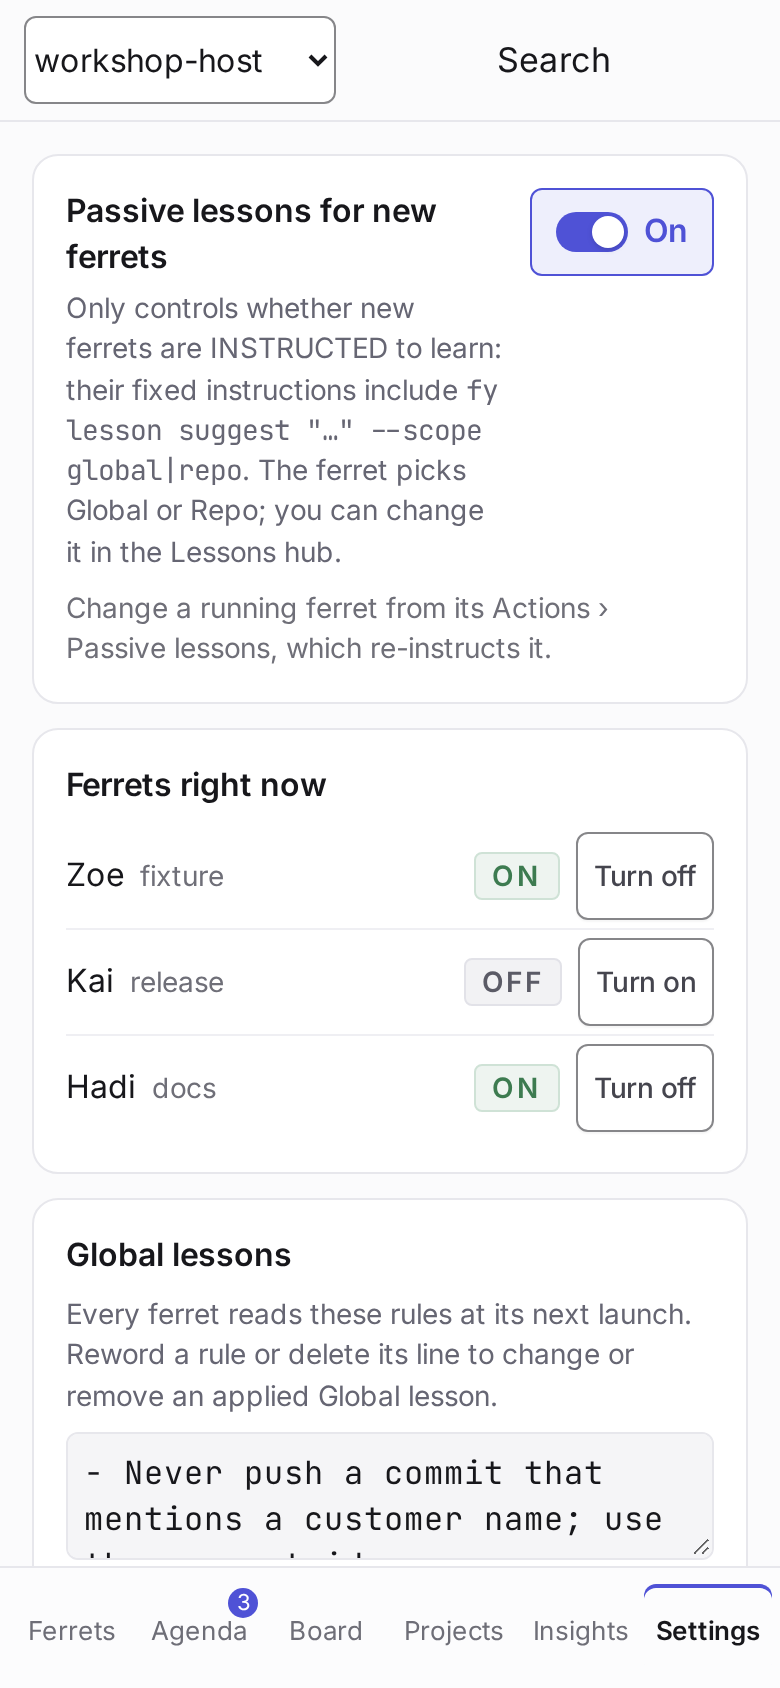 workshop-host
Search
Passive lessons for new
ferrets
On
Only controls whether new
ferrets are INSTRUCTED to learn:
their fixed instructions include fy
lesson suggest "…" --scope
global|repo. The ferret picks
Global or Repo; you can change
it in the Lessons hub.
Change a running ferret from its Actions ›
Passive lessons, which re-instructs it.
Ferrets right now
Zoe fixture ON Turn off
Kai release OFF Turn on
Hadi docs ON Turn off
Global lessons
Every ferret reads these rules at its next launch.
Reword a rule or delete its line to change or
remove an applied Global lesson.
- Never push a commit that
mentions a customer name; use
3
Ferrets Agenda Board Projects Insights Settings